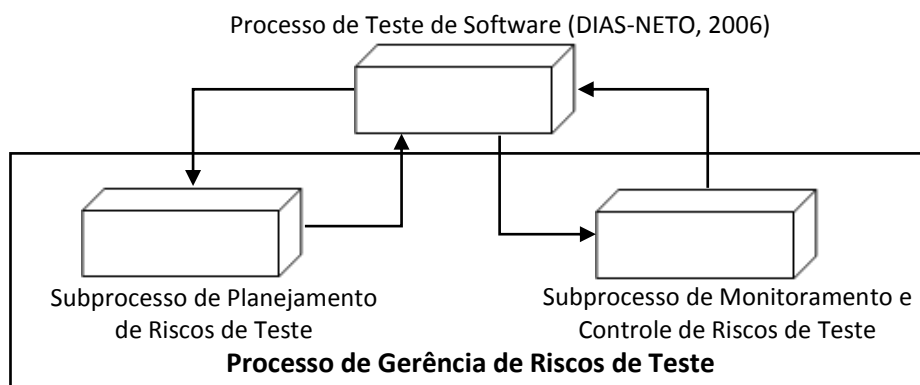 Processo de Teste de Software (DIAS-NETO, 2006)
Subprocesso de Planejamento
de Riscos de Teste
Subprocesso de Monitoramento e
Controle de Riscos de Teste
Processo de Gerência de Riscos de Teste